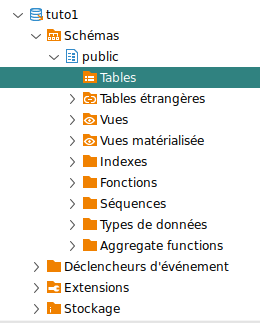 tuto1
Schémas
public
Tables
Tables étrangères
Vues
Vues matérialisée
Indexes
Fonctions
Séquences
Types de données
Aggregate functions
Déclencheurs d'événement
Extensions
Stockage